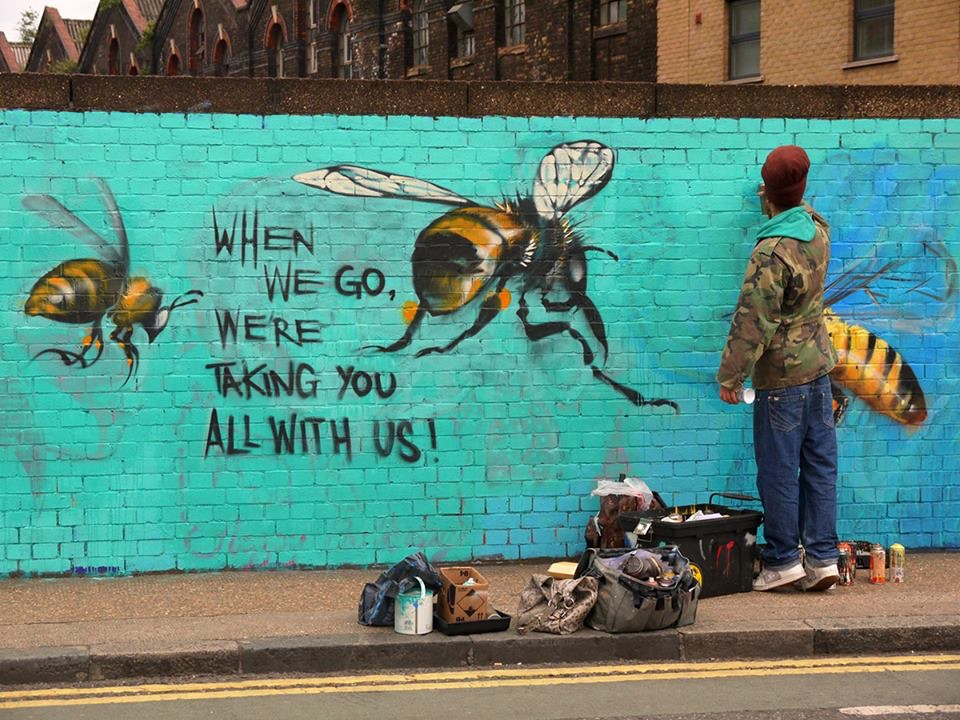 WHEN
WE GO,
WE'RE
TAKING YOU
ALL WITH US!